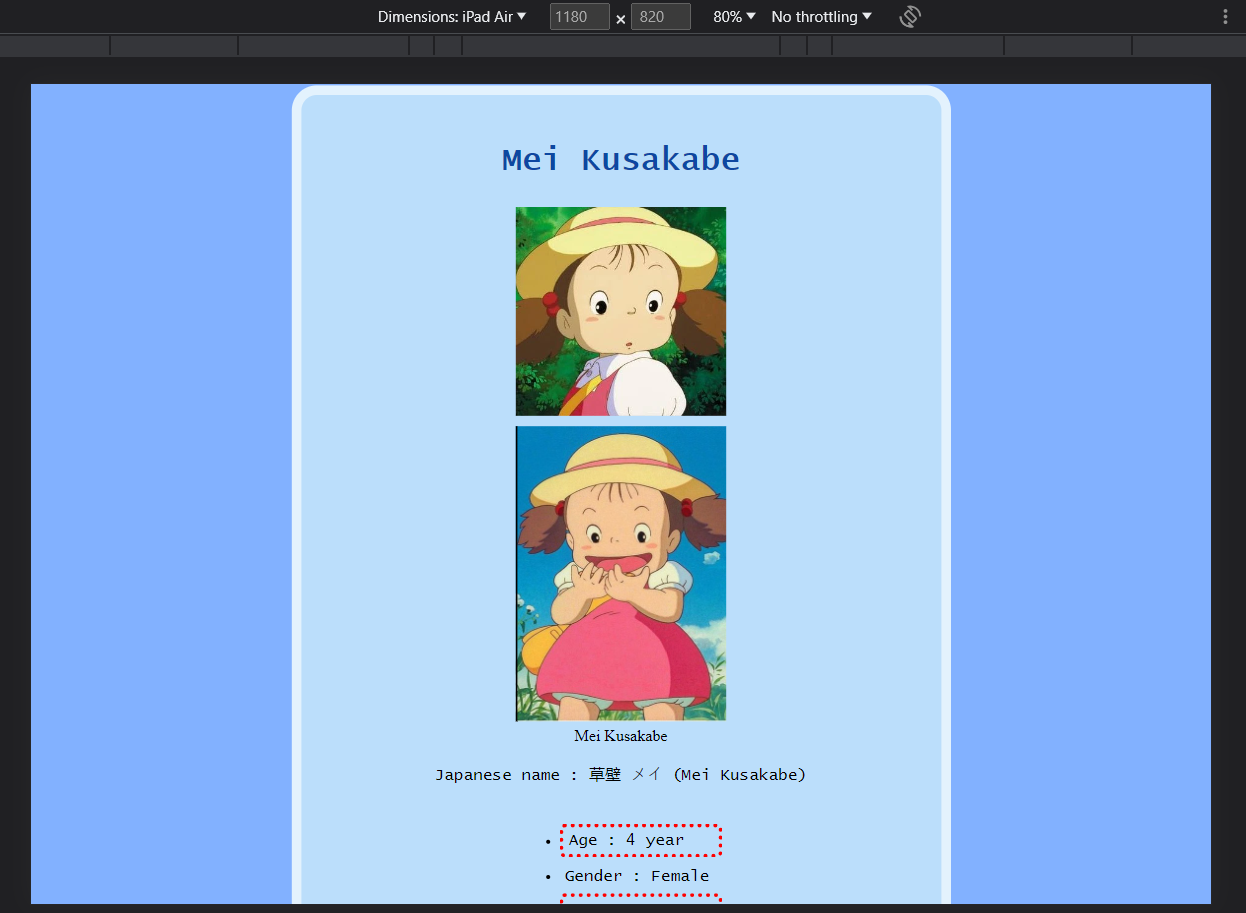 Dimensions: iPad Air ▼ 1180 × 820 80% ▼ No throttling ▼
Mei Kusakabe
Mei Kusakabe
Japanese name : 草壁 メイ (Mei Kusakabe)
• Age : 4 year
• Gender : Female